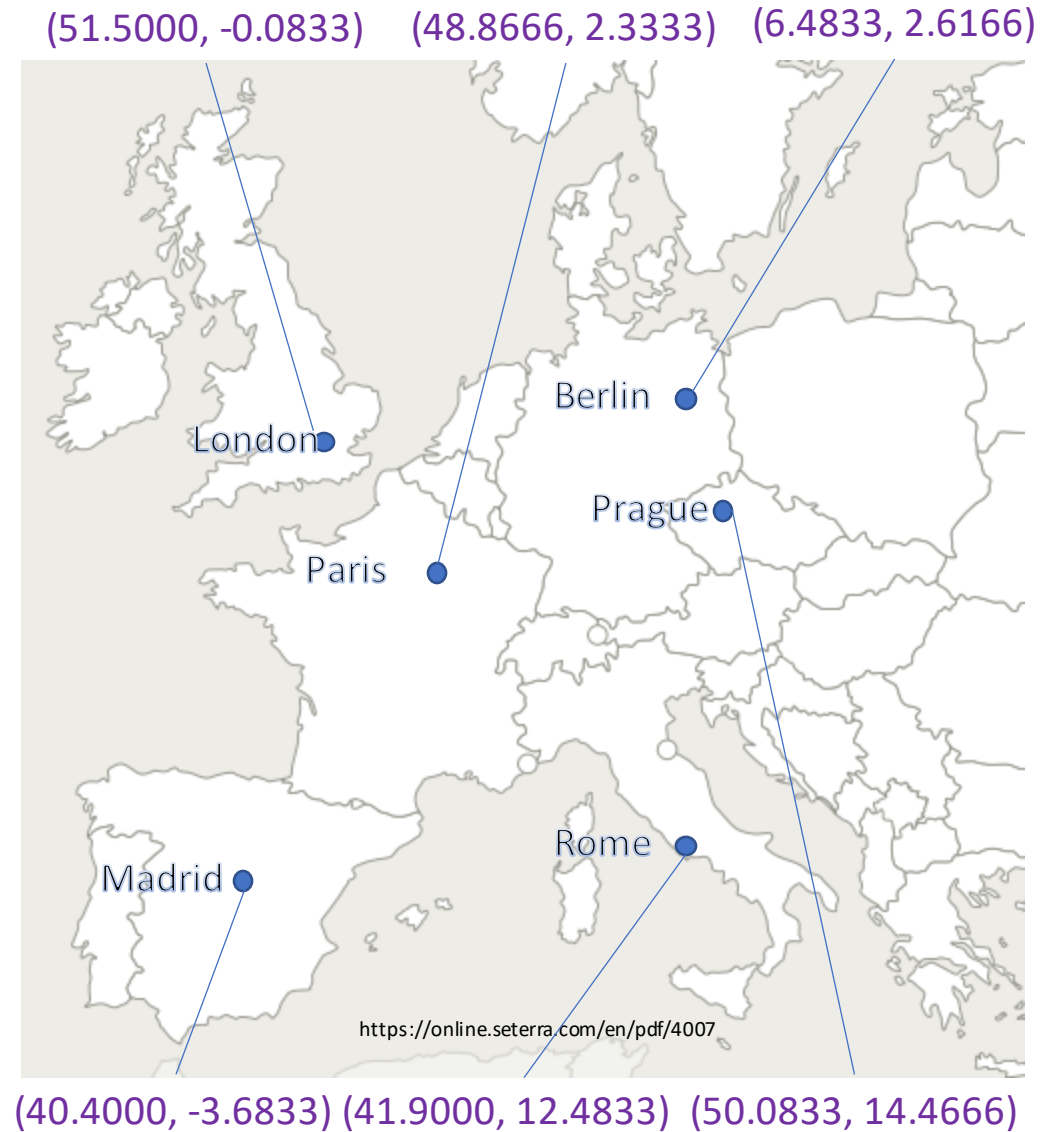 (51.5000, -0.0833) (48.8666, 2.3333) (6.4833, 2.6166)
Berlin
London
Prague
Paris
Rome
Madrid
https://online.seterra.com/en/pdf/4007
(40.4000, -3.6833) (41.9000, 12.4833) (50.0833, 14.4666)